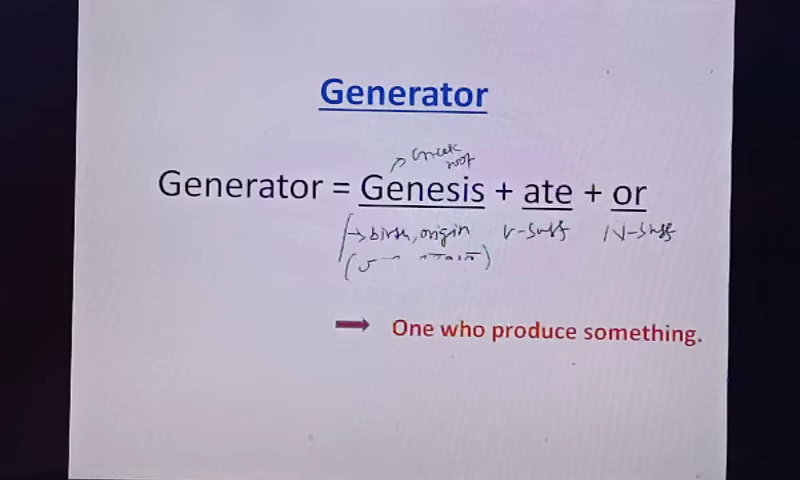 Generator
Greek
root
Generator = Genesis + ate + or
birth, origin V-Suff N-Suff
One who produce something.